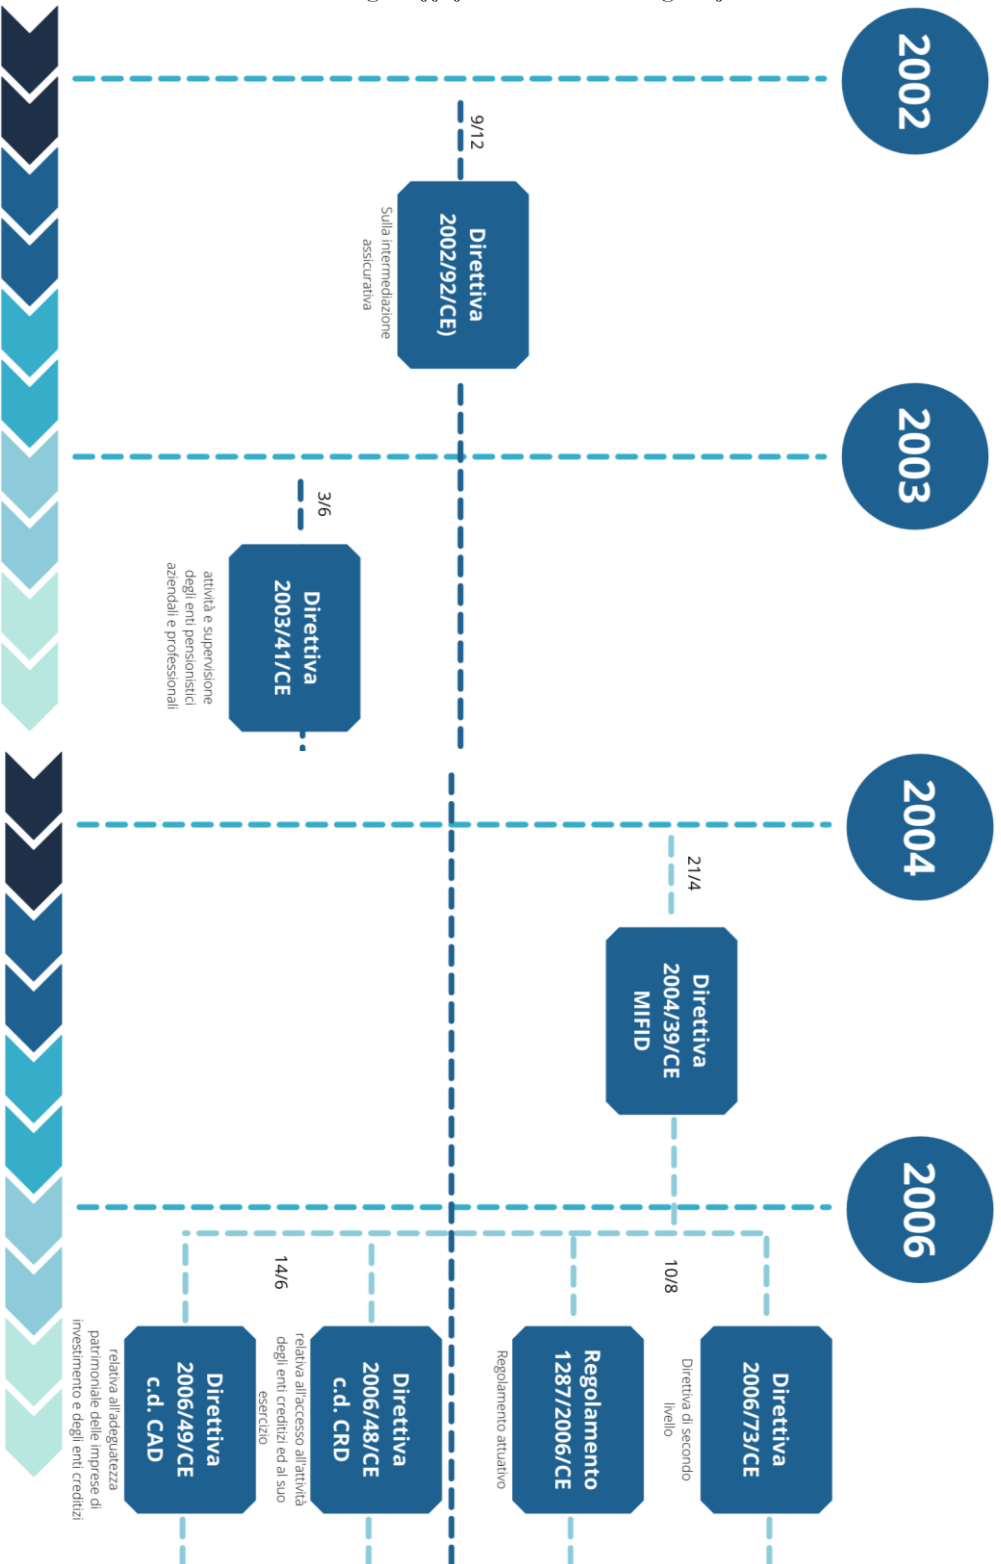 2002
9/12
Direttiva
2002/92/CE)
Sulla intermediazione
assicurativa
2003
3/6
Direttiva
2003/41/CE
attività e supervisione
degli enti pensionistici
aziendali e professionali
2004
21/4
Direttiva
2004/39/CE
MIFID
2006
10/8
Direttiva
2006/73/CE
Direttiva di secondo
livello
Regolamento
1287/2006/CE
Regolamento attuativo
14/6
Direttiva
2006/48/CE
c.d. CRD
relativa all'accesso all'attività
degli enti creditizi ed al suo
esercizio
Direttiva
2006/49/CE
c.d. CAD
relativa all'adeguatezza
patrimoniale delle imprese di
investimento e degli enti creditizi